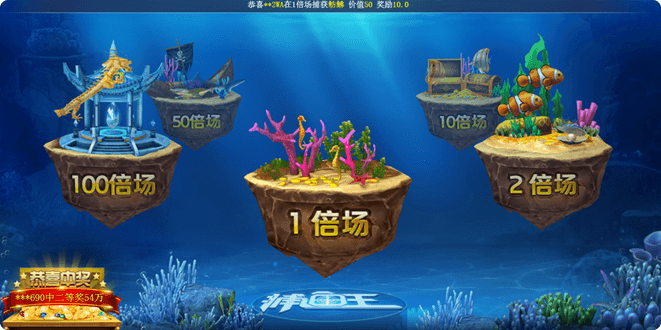 恭喜**2WA在1倍场捕获魴鮄 价值50 奖励10.0
50倍场
10倍场
100倍场
2倍场
1倍场
恭喜中奖
***690中二等奖54万
捕鱼王